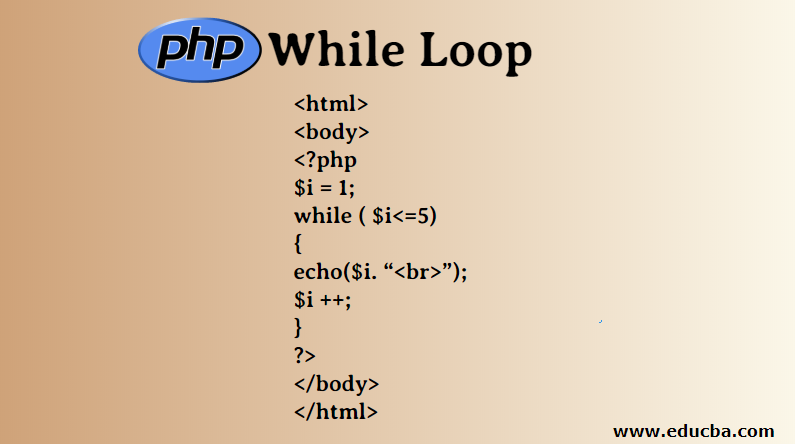 php While Loop
<html>
<body>
<?php
$i = 1;
while ( $i<=5)
{
echo($i. “<br>”);
$i ++;
}
?>
</body>
</html>
www.educba.com